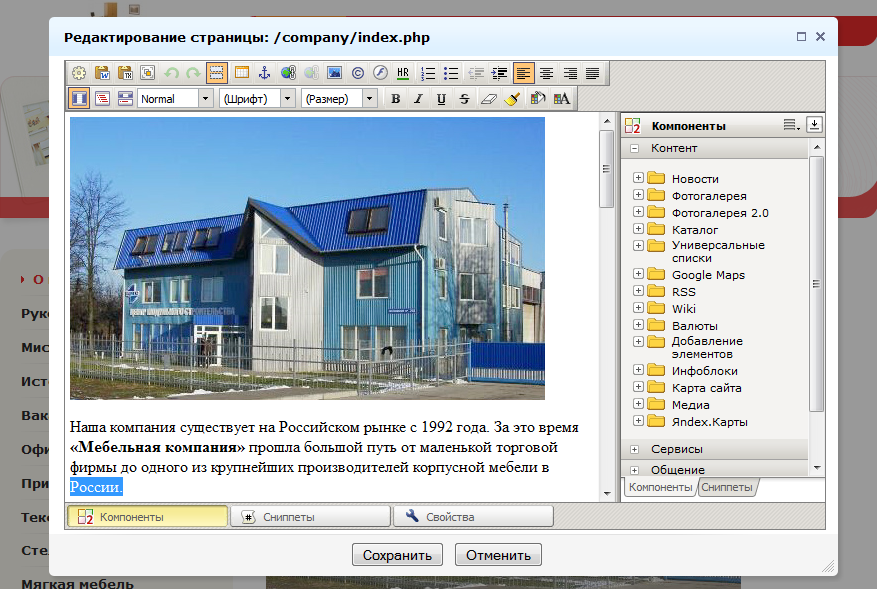 Редактирование страницы: /company/index.php
HR
Normal
(Шрифт)
(Размер)
B I U S
Компоненты
Контент
Новости
Фотогалерея
Фотогалерея 2.0
Каталог
Универсальные
списки
Google Maps
RSS
Wiki
Валюты
Добавление
элементов
Инфоблоки
Карта сайта
Медиа
Яndex.Карты
Сервисы
Общение
Компоненты
Сниппеты
Наша компания существует на Российском рынке с 1992 года. За это время
«Мебельная компания» прошла большой путь от маленькой торговой
фирмы до одного из крупнейших производителей корпусной мебели в
России.
Компоненты
Сниппеты
Свойства
Сохранить
Отменить
О
Рук
Мис
Ист
Вак
Офи
При
Тек
Сте
Мягкая мебель